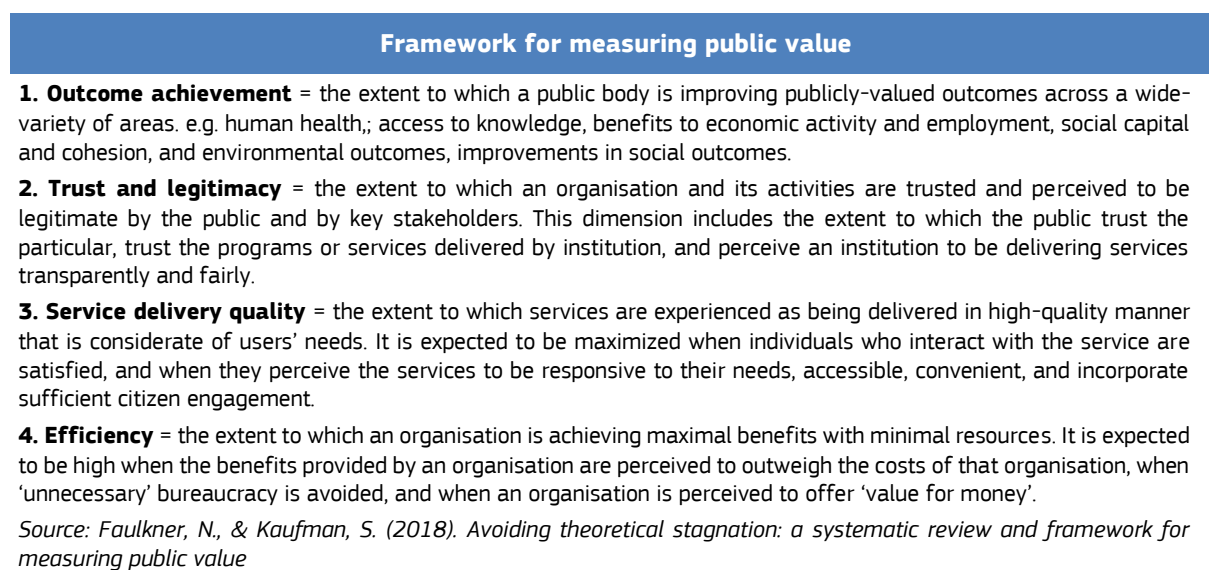 Framework for measuring public value
1. Outcome achievement = the extent to which a public body is improving publicly-valued outcomes across a wide-
variety of areas. e.g. human health,; access to knowledge, benefits to economic activity and employment, social capital
and cohesion, and environmental outcomes, improvements in social outcomes.
2. Trust and legitimacy = the extent to which an organisation and its activities are trusted and perceived to be
legitimate by the public and by key stakeholders. This dimension includes the extent to which the public trust the
particular, trust the programs or services delivered by institution, and perceive an institution to be delivering services
transparently and fairly.
3. Service delivery quality = the extent to which services are experienced as being delivered in high-quality manner
that is considerate of users' needs. It is expected to be maximized when individuals who interact with the service are
satisfied, and when they perceive the services to be responsive to their needs, accessible, convenient, and incorporate
sufficient citizen engagement.
4. Efficiency = the extent to which an organisation is achieving maximal benefits with minimal resources. It is expected
to be high when the benefits provided by an organisation are perceived to outweigh the costs of that organisation, when
‘unnecessary’ bureaucracy is avoided, and when an organisation is perceived to offer ‘value for money’.
Source: Faulkner, N., & Kaufman, S. (2018). Avoiding theoretical stagnation: a systematic review and framework for
measuring public value